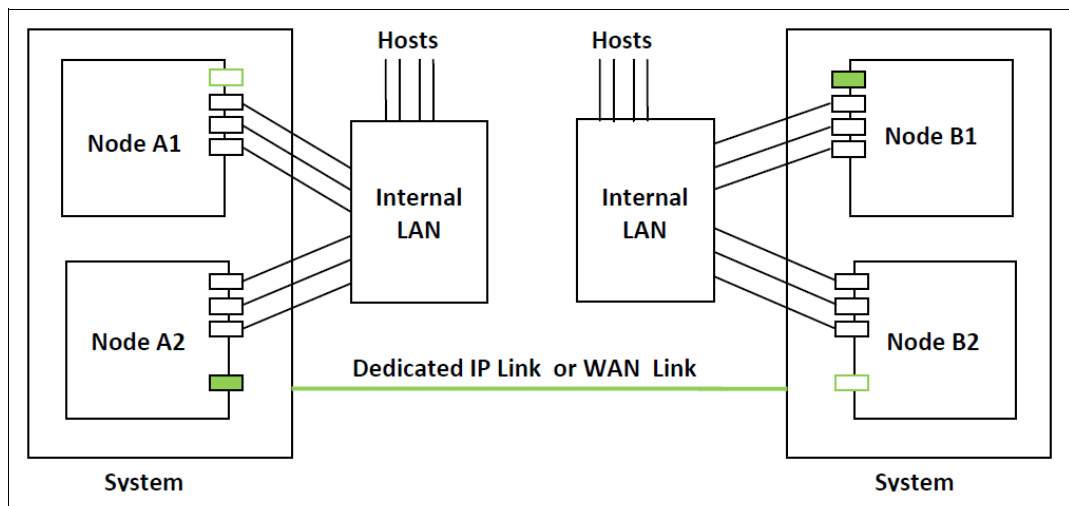 Hosts
Hosts
Node A1
Node B1
Internal
LAN
Internal
LAN
Node A2
Node B2
Dedicated IP Link or WAN Link
System
System